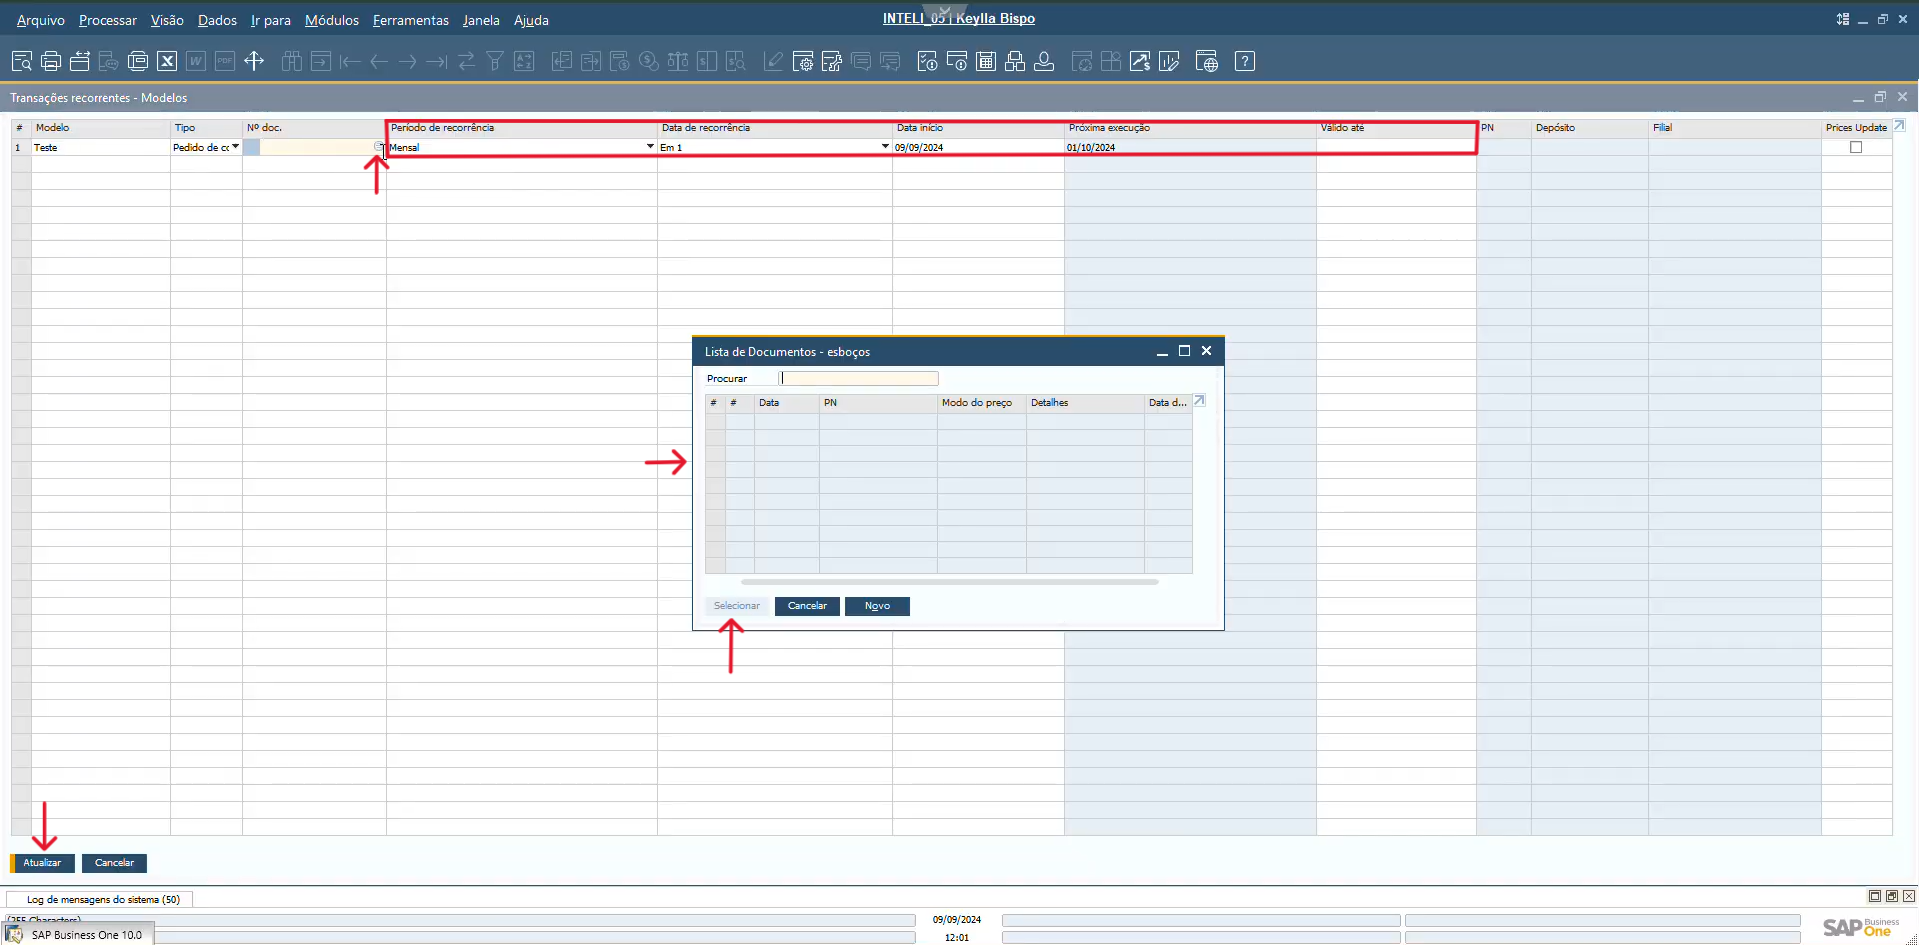 Arquivo Processar Visão Dados Ir para Módulos Ferramentas Janela Ajuda
INTELI_05 | Keylla Bispo
Transações recorrentes - Modelos
# Modelo Tipo Nº doc. Período de recorrência Data de recorrência Data início Próxima execução Válido até PN Depósito Filial Prices Update
1 Teste Pedido de cc Mensal Em 1 09/09/2024 01/10/2024
Lista de Documentos - esboços
Procurar
# # Data PN Modo do preço Detalhes Data d...
Selecionar Cancelar Novo
Atualizar Cancelar
Log de mensagens do sistema (50)
(255 Characters)
09/09/2024
SAP Business One 10.0
12:01
SAP Business One